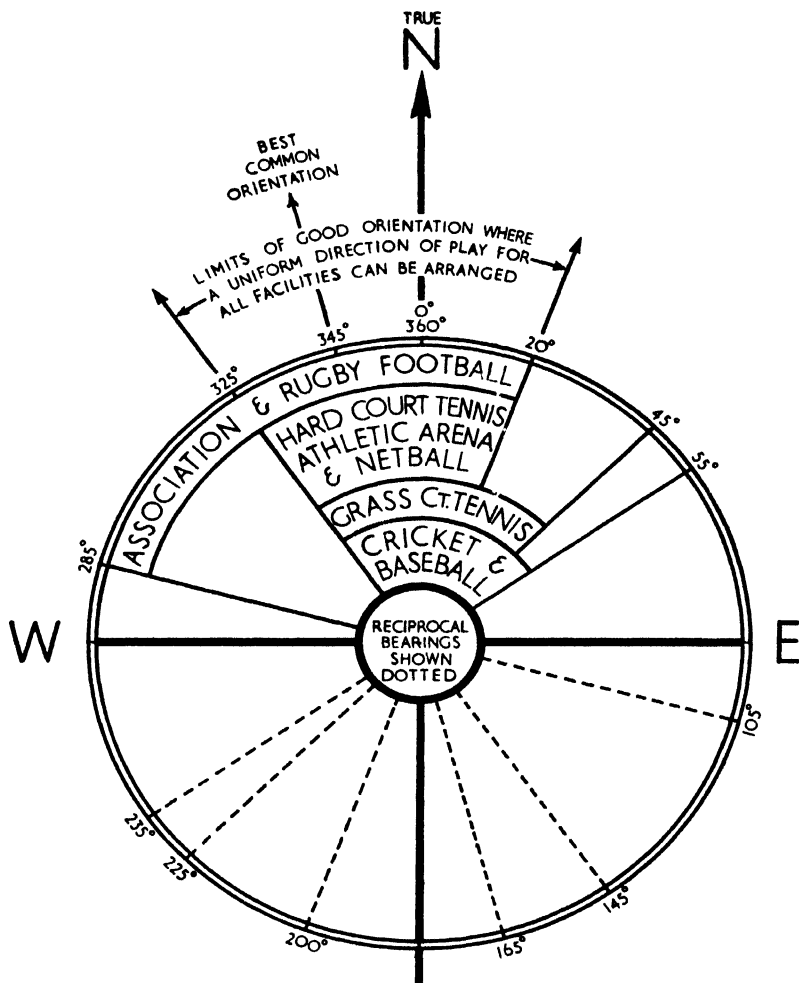 TRUE
N
BEST
COMMON
ORIENTATION
LIMITS OF GOOD ORIENTATION WHERE
A UNIFORM DIRECTION OF PLAY FOR
ALL FACILITIES CAN BE ARRANGED
0°
345°
360°
20°
325°
45°
55°
285°
ASSOCIATION & RUGBY FOOTBALL
HARD COURT TENNIS
ATHLETIC ARENA
& NETBALL
GRASS CT. TENNIS
CRICKET &
BASEBALL
W
E
RECIPROCAL
BEARINGS
SHOWN
DOTTED
105°
235°
225°
145°
200°
165°